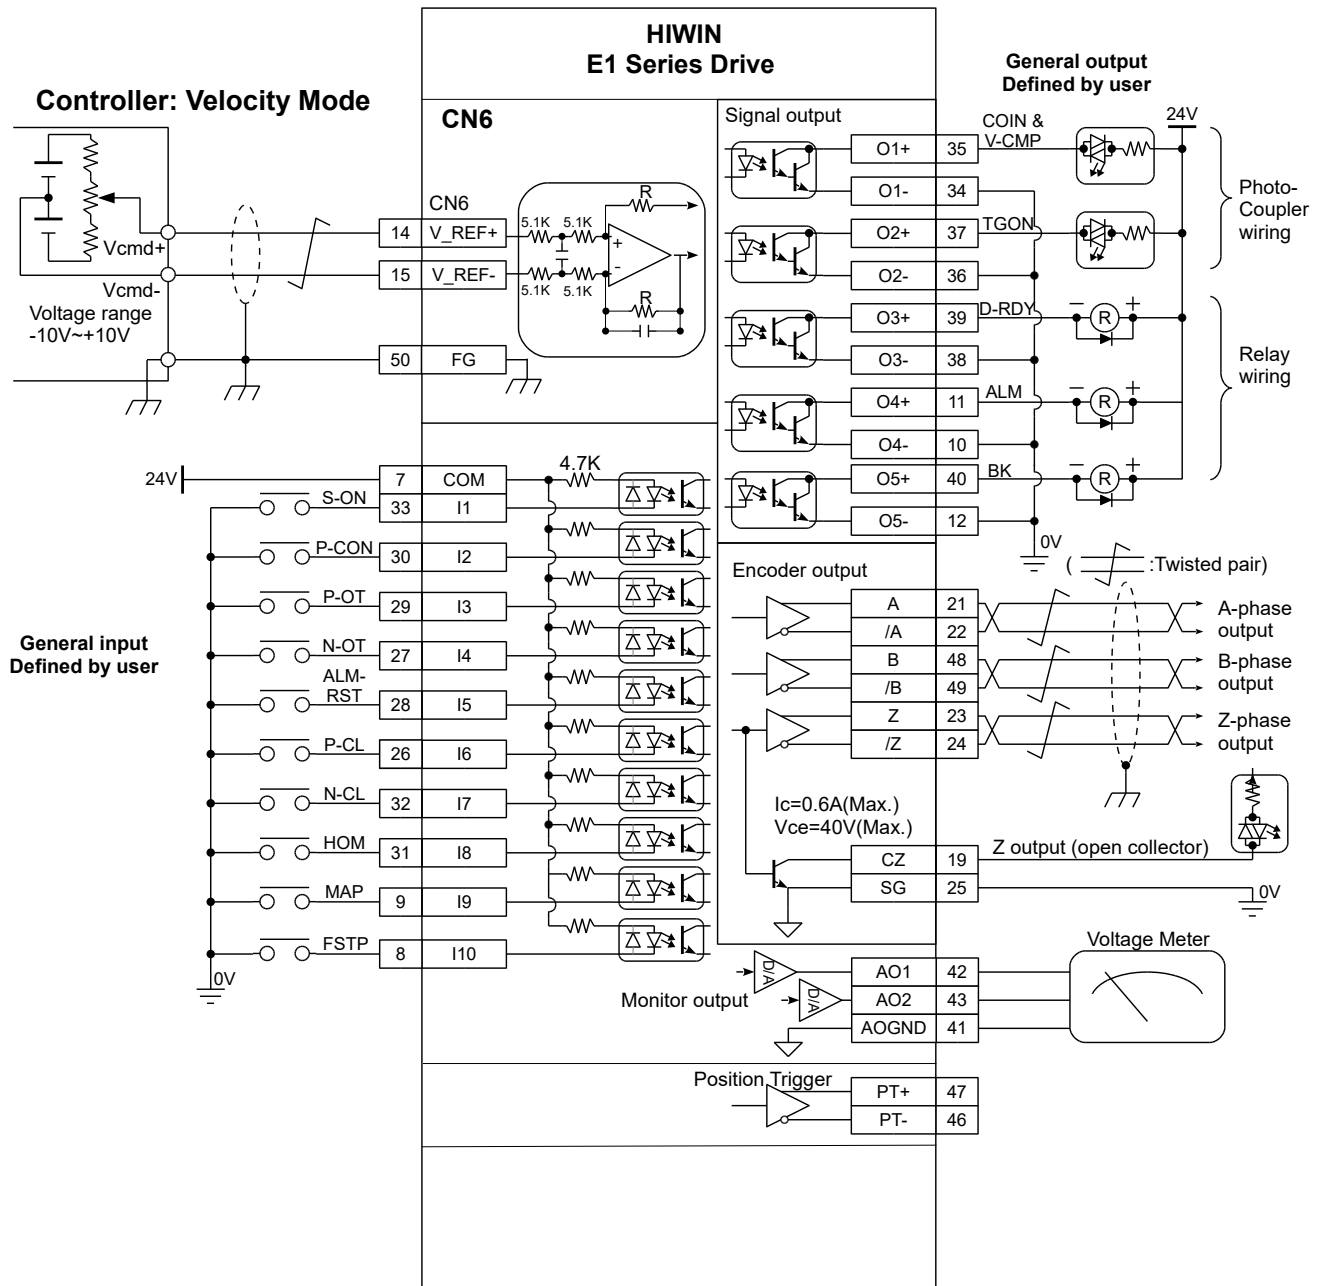 HIWIN
E1 Series Drive
Controller: Velocity Mode
Vcmd+
Vcmd-
Voltage range
-10V~+10V
CN6
CN6
14 V_REF+
15 V_REF-
50 FG
5.1K 5.1K
5.1K 5.1K
R
+
-
R
24V
7 COM
4.7K
S-ON 33 I1
P-CON 30 I2
P-OT 29 I3
N-OT 27 I4
ALM-
RST 28 I5
P-CL 26 I6
N-CL 32 I7
HOM 31 I8
MAP 9 I9
FSTP 8 I10
0V
General input
Defined by user
General output
Defined by user
Signal output
24V
COIN &
O1+ 35 V-CMP
O1- 34
O2+ 37 TGON
O2- 36
Photo-
Coupler
wiring
O3+ 39 D-RDY − R +
O3- 38
O4+ 11 ALM − R +
O4- 10
O5+ 40 BK − R +
O5- 12
Relay
wiring
0V
( :Twisted pair)
Encoder output
A 21
/A 22
A-phase
output
B 48
/B 49
B-phase
output
Z 23
/Z 24
Z-phase
output
Ic=0.6A(Max.)
Vce=40V(Max.)
CZ 19 Z output (open collector)
SG 25
0V
Monitor output
D/A
D/A
AO1 42
AO2 43
AOGND 41
Voltage Meter
Position Trigger
PT+ 47
PT- 46